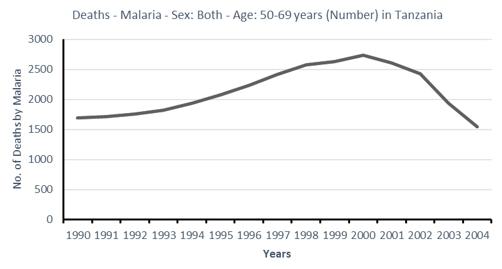 Deaths - Malaria - Sex: Both - Age: 50-69 years (Number) in Tanzania
No. of Deaths by Malaria
3000
2500
2000
1500
1000
500
0
1990 1991 1992 1993 1994 1995 1996 1997 1998 1999 2000 2001 2002 2003 2004
Years